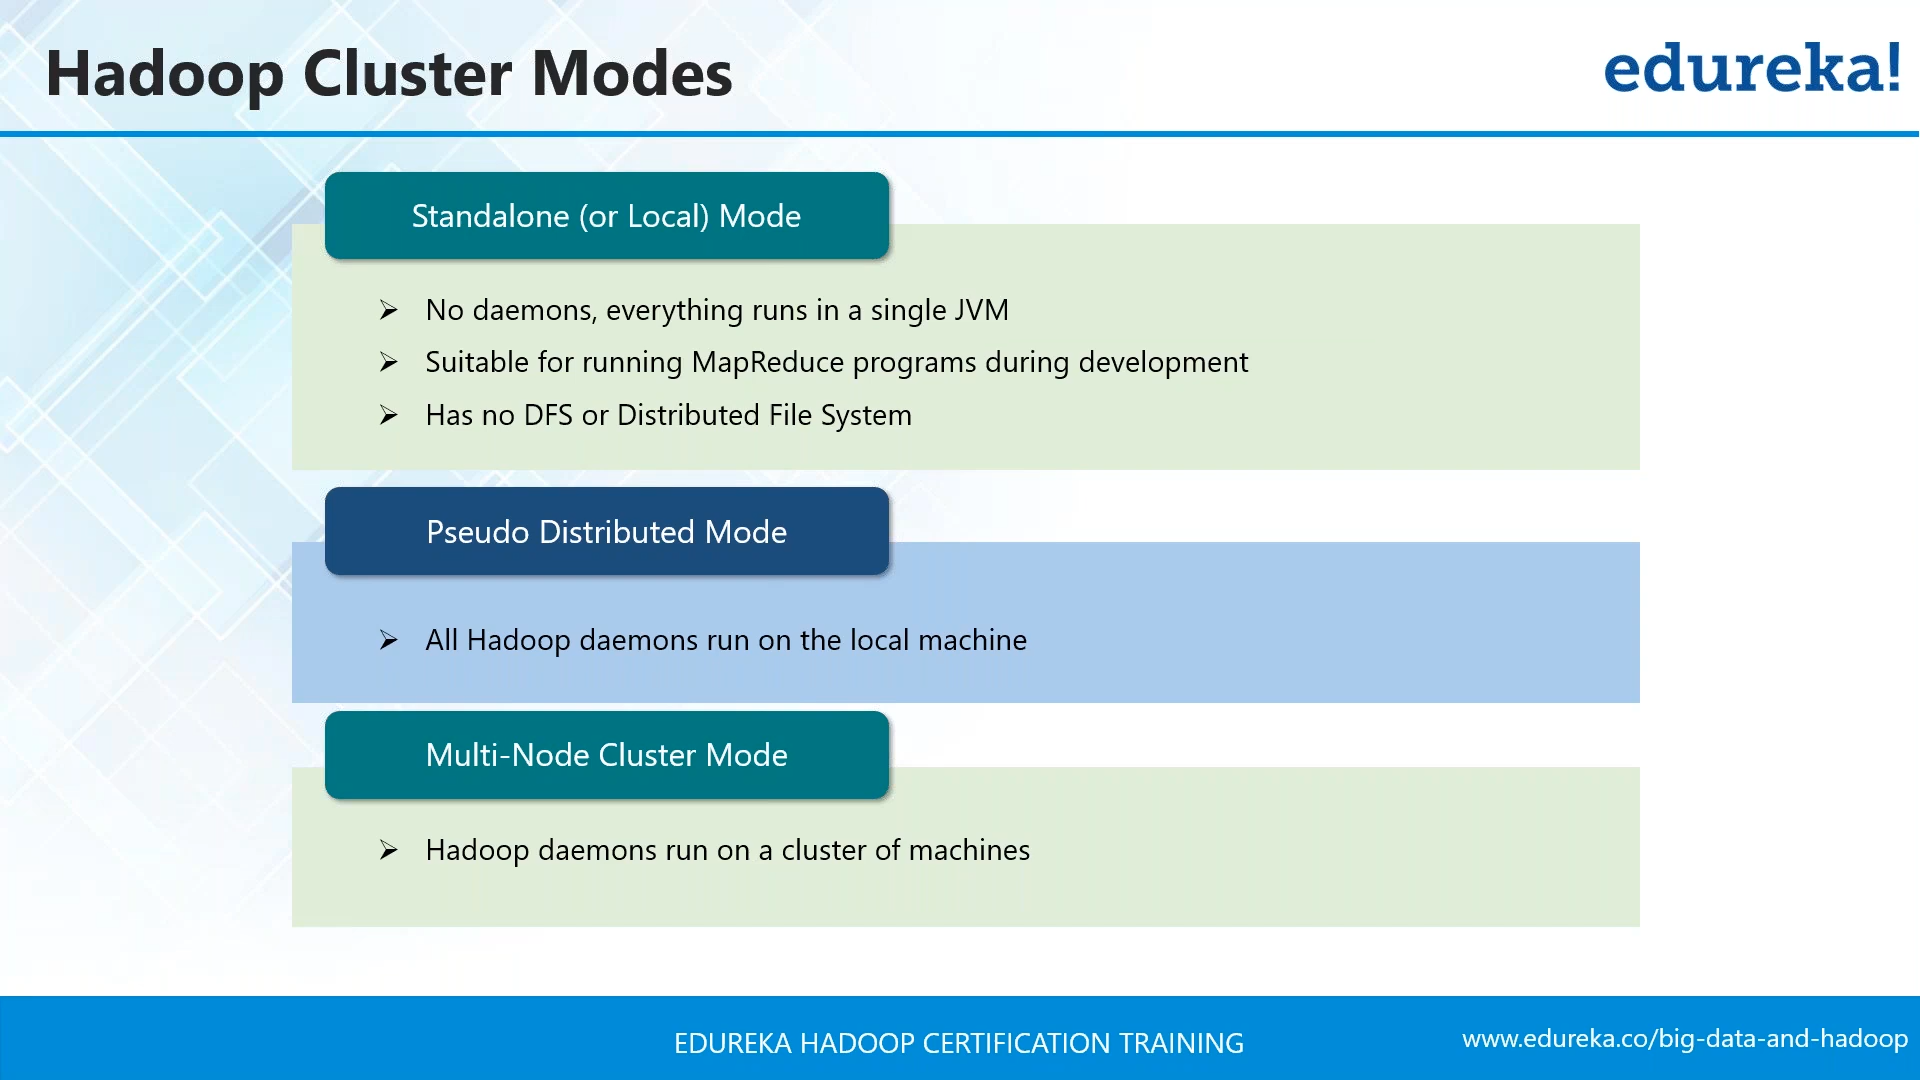 Hadoop Cluster Modes
edureka!
Standalone (or Local) Mode
No daemons, everything runs in a single JVM
Suitable for running MapReduce programs during development
Has no DFS or Distributed File System
Pseudo Distributed Mode
All Hadoop daemons run on the local machine
Multi-Node Cluster Mode
Hadoop daemons run on a cluster of machines
EDUREKA HADOOP CERTIFICATION TRAINING
www.edureka.co/big-data-and-hadoop